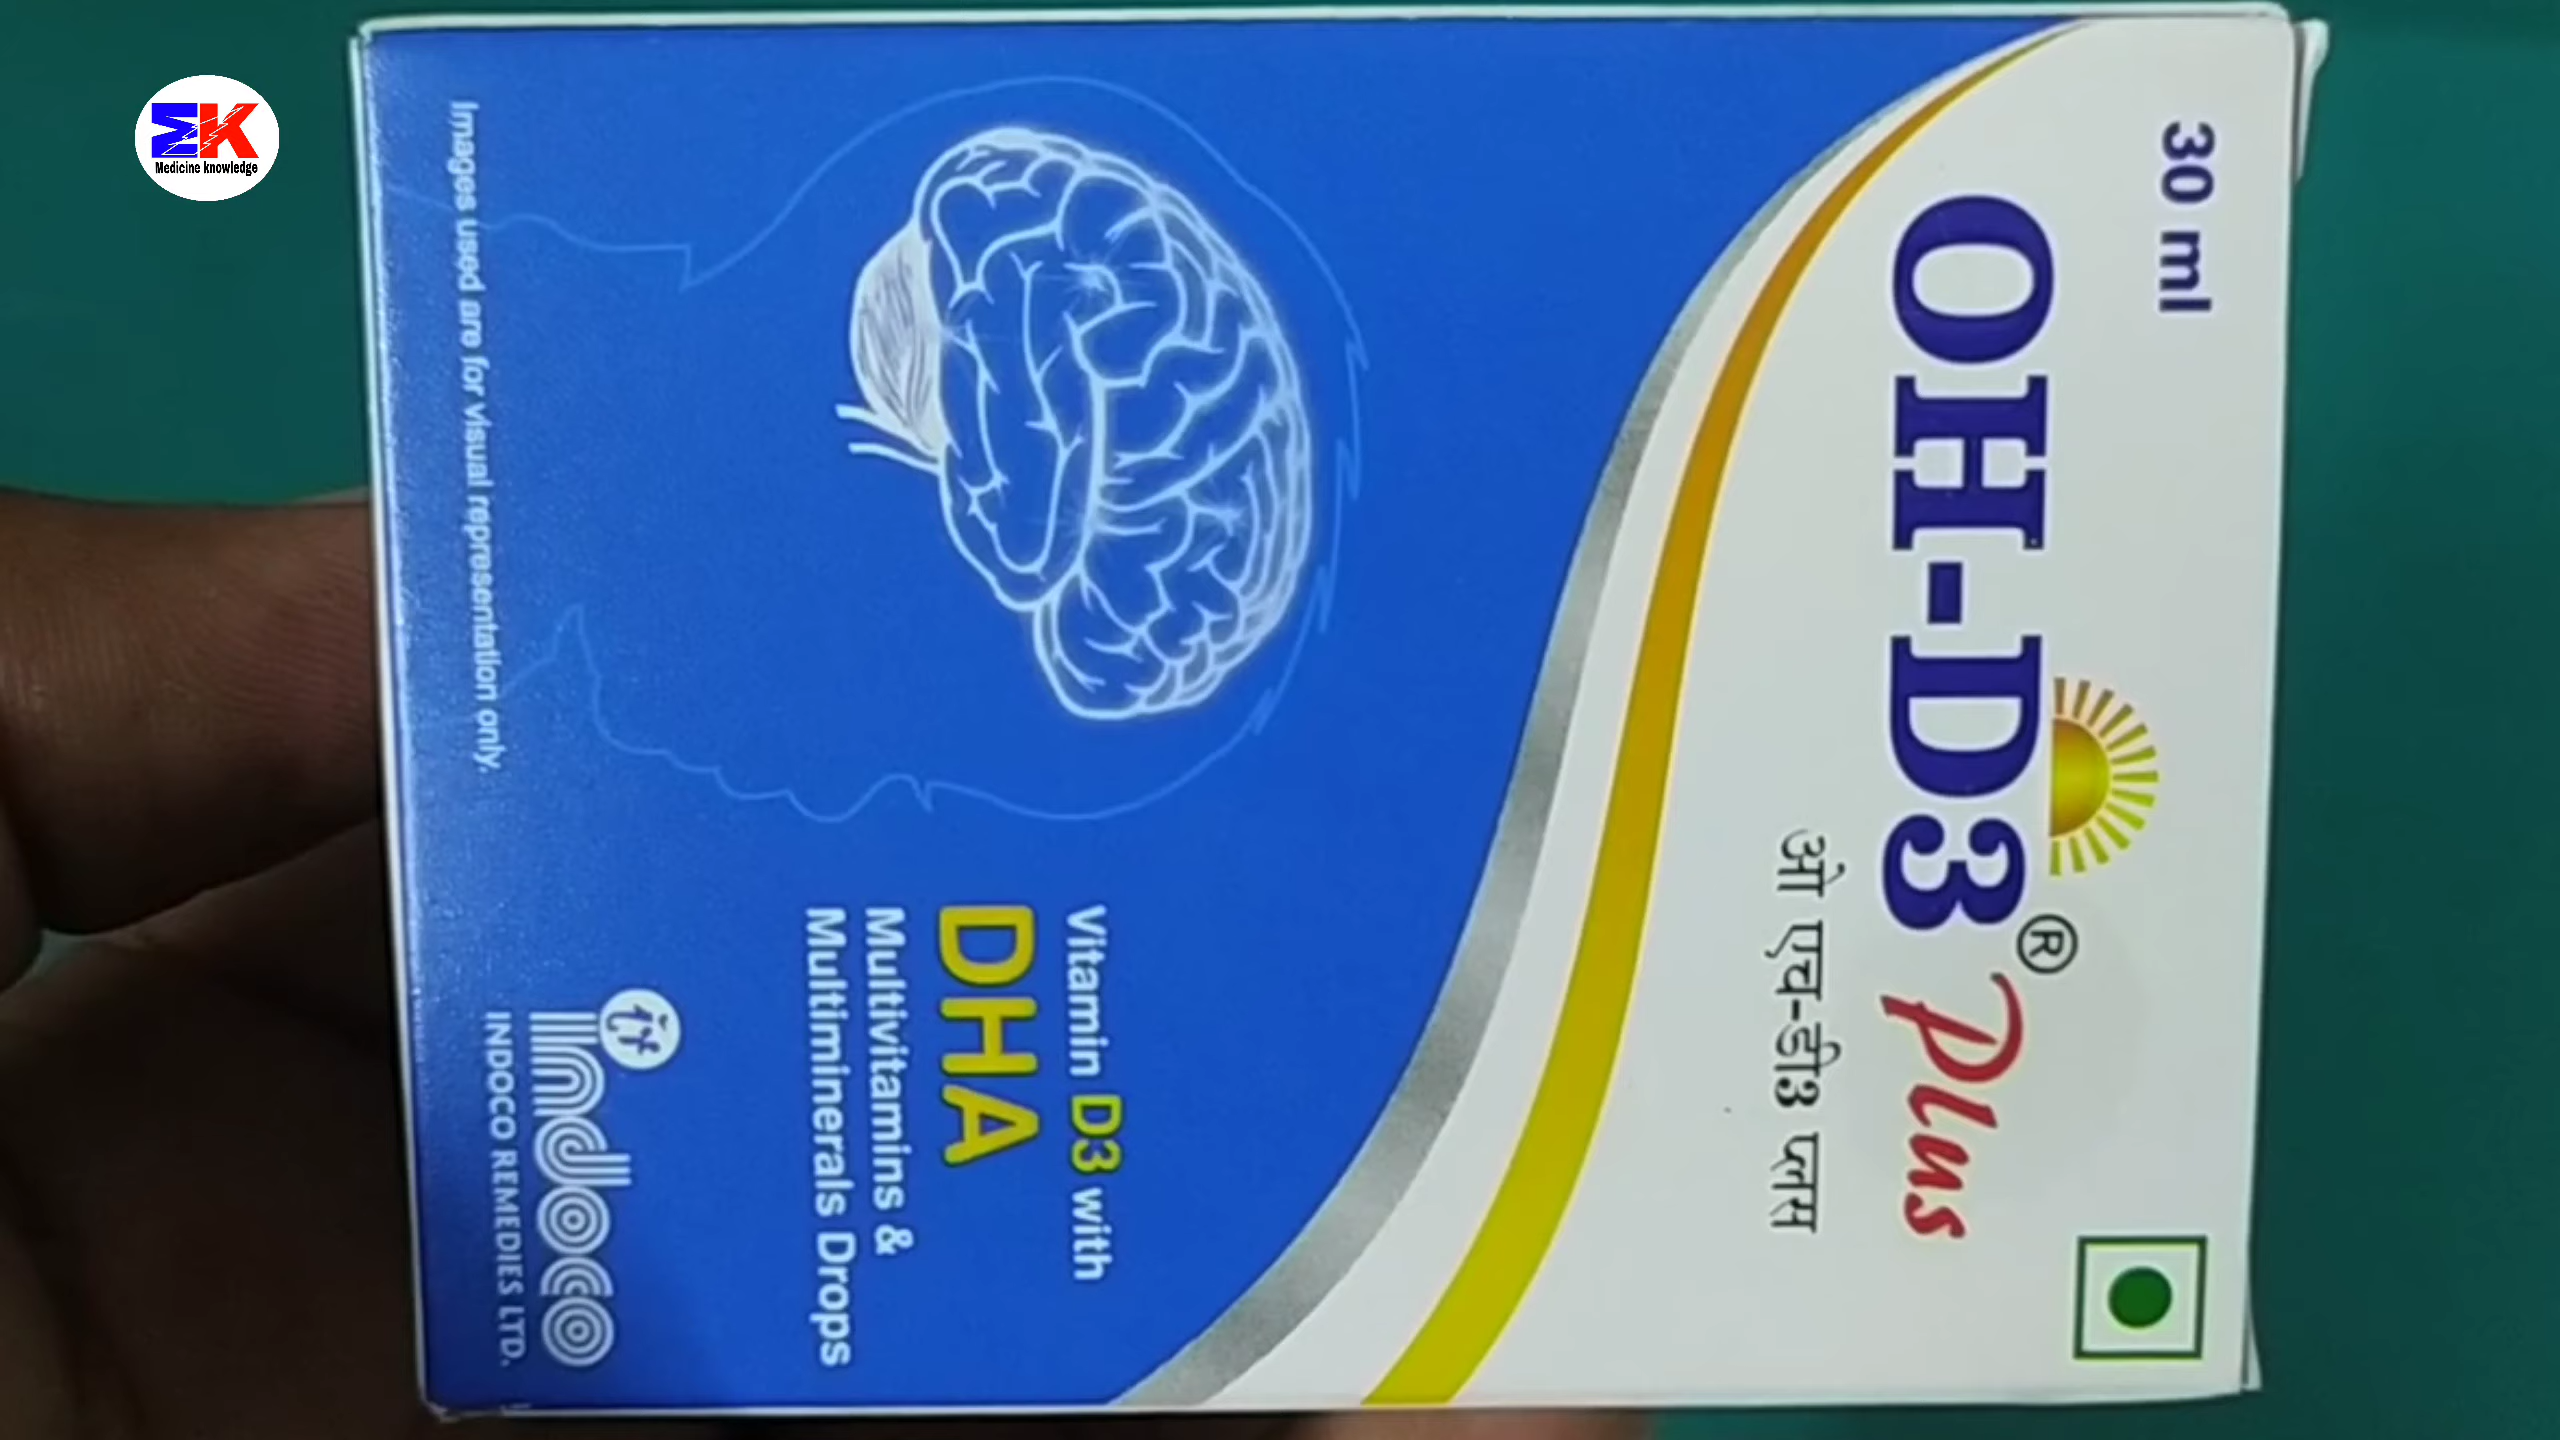 EK
Medicine knowledge
30 ml
OH-D3® Plus
ओ एच-डी3 प्लस
Vitamin D3 with
DHA
Multivitamins &
Multiminerals Drops
indoco
INDOCO REMEDIES LTD.
Images used are for visual representation only.